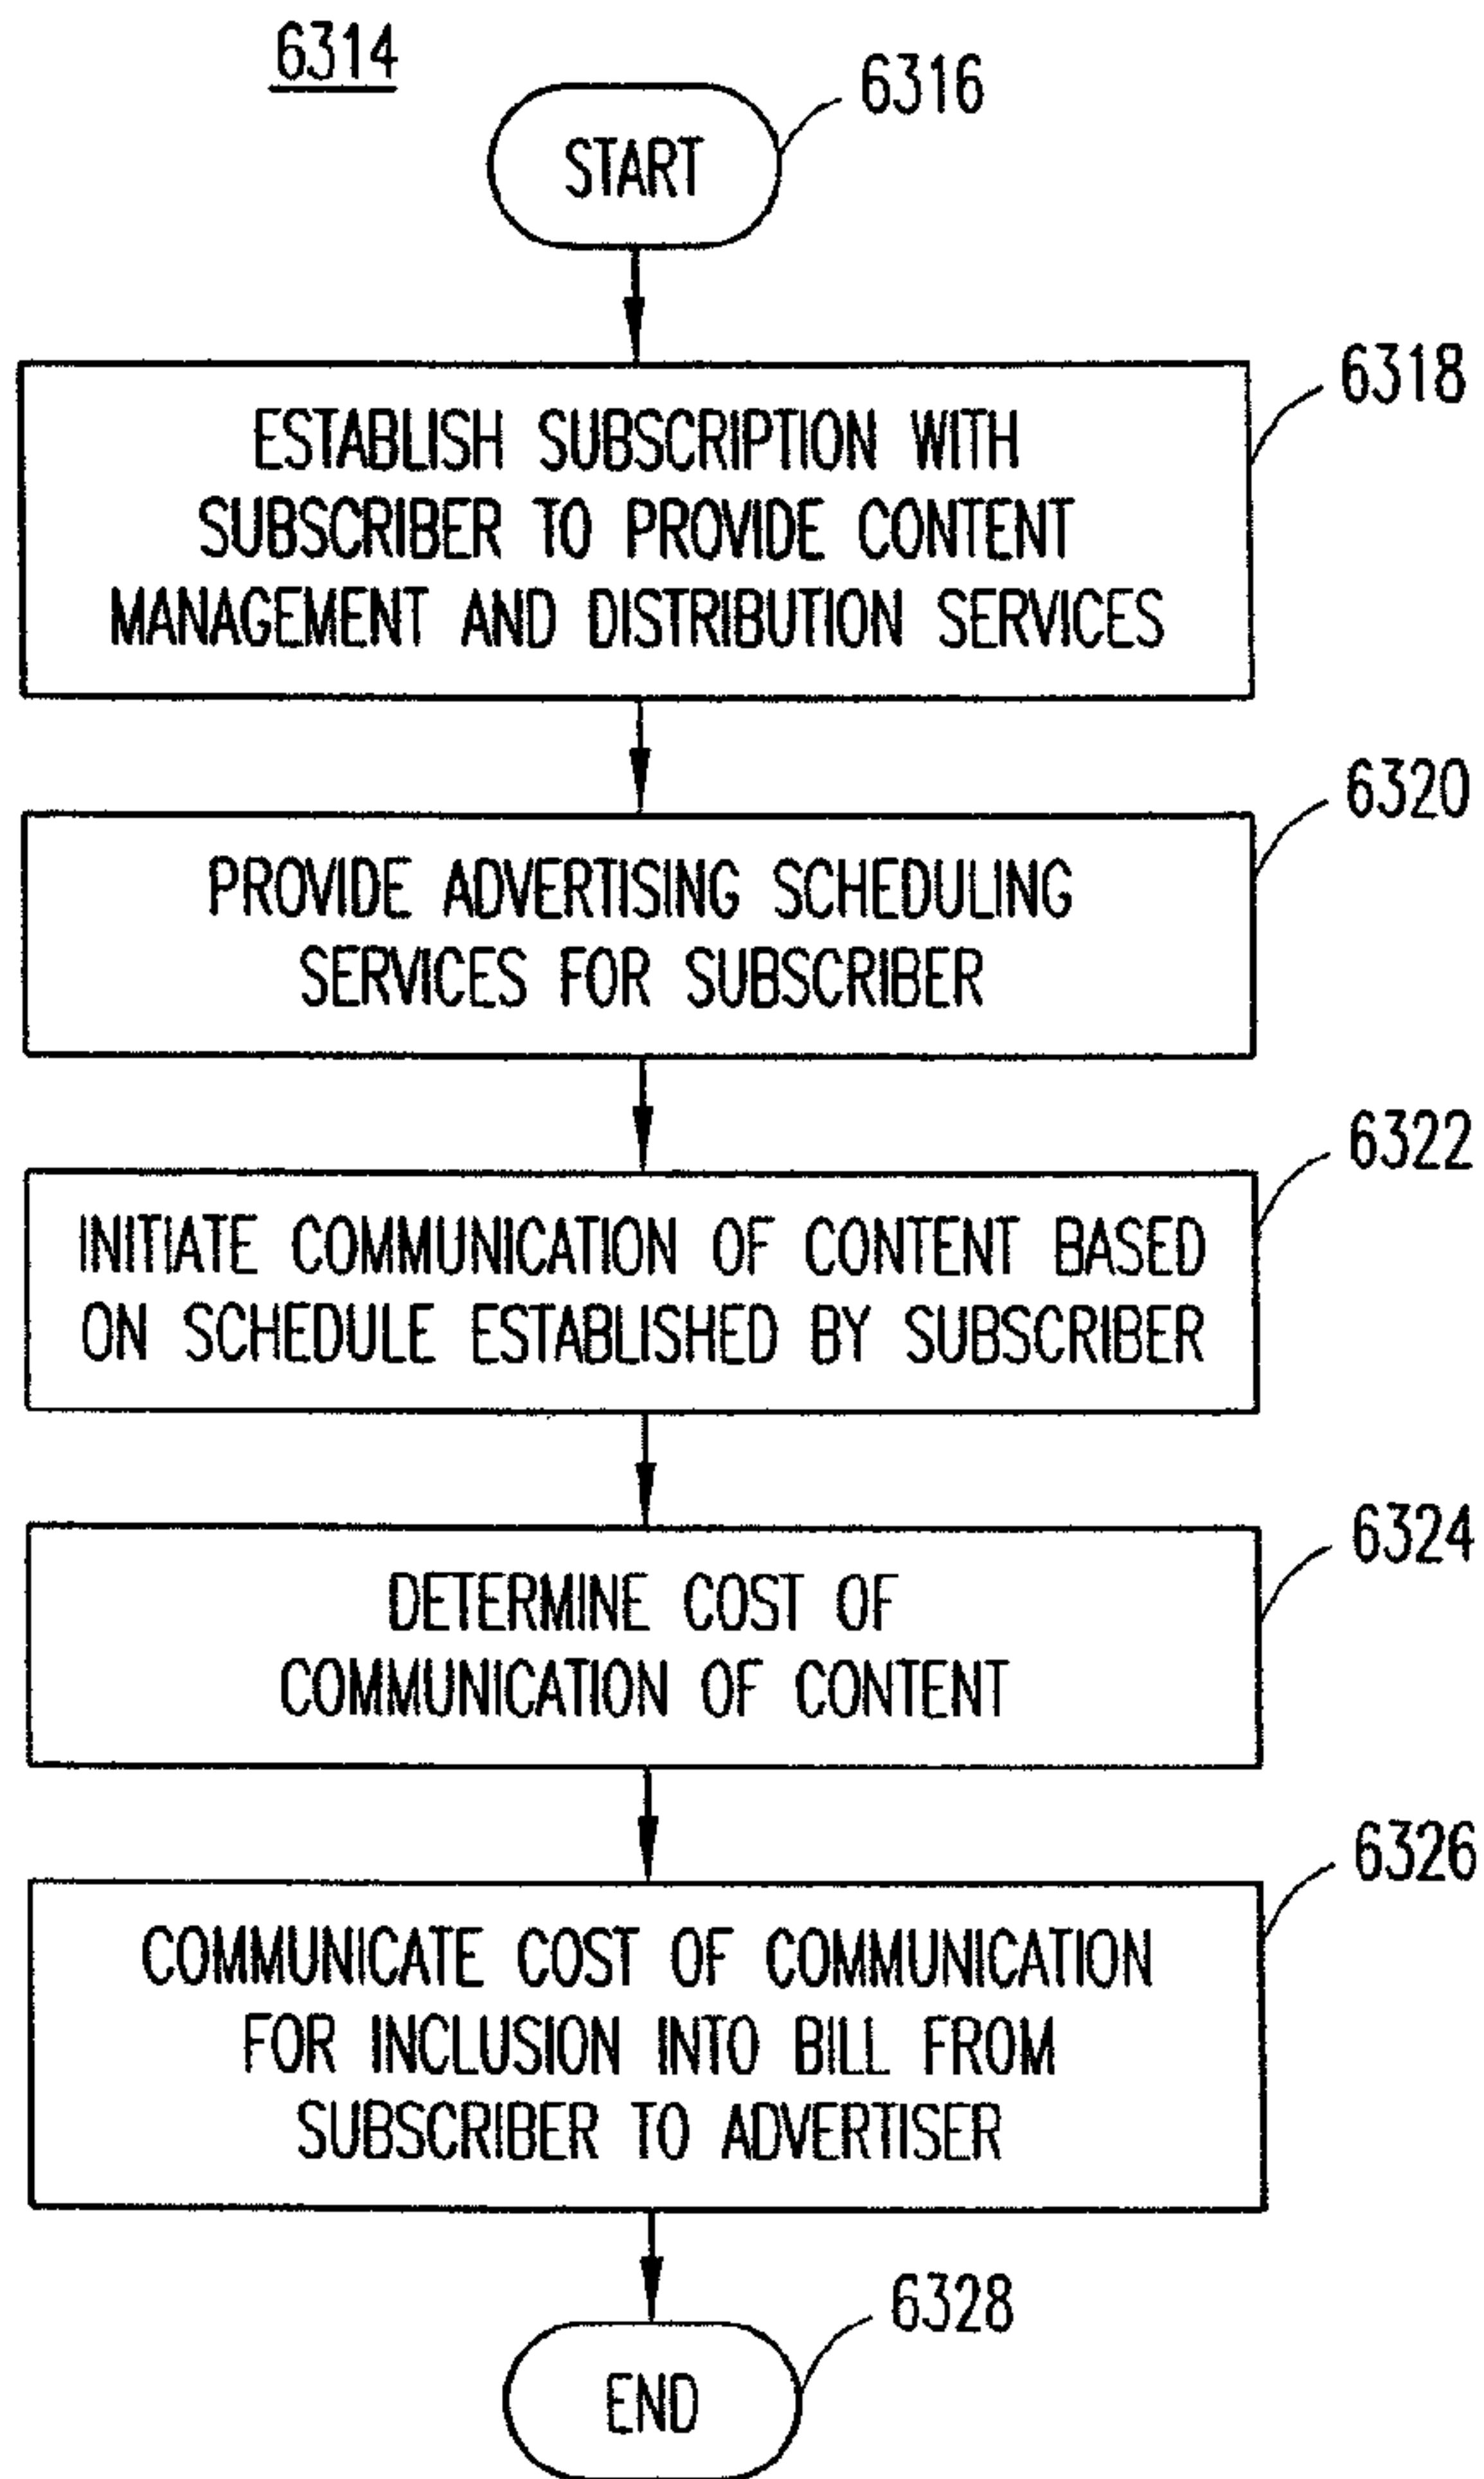 6314
6316
START
6318
ESTABLISH SUBSCRIPTION WITH
SUBSCRIBER TO PROVIDE CONTENT
MANAGEMENT AND DISTRIBUTION SERVICES
6320
PROVIDE ADVERTISING SCHEDULING
SERVICES FOR SUBSCRIBER
6322
INITIATE COMMUNICATION OF CONTENT BASED
ON SCHEDULE ESTABLISHED BY SUBSCRIBER
6324
DETERMINE COST OF
COMMUNICATION OF CONTENT
6326
COMMUNICATE COST OF COMMUNICATION
FOR INCLUSION INTO BILL FROM
SUBSCRIBER TO ADVERTISER
6328
END